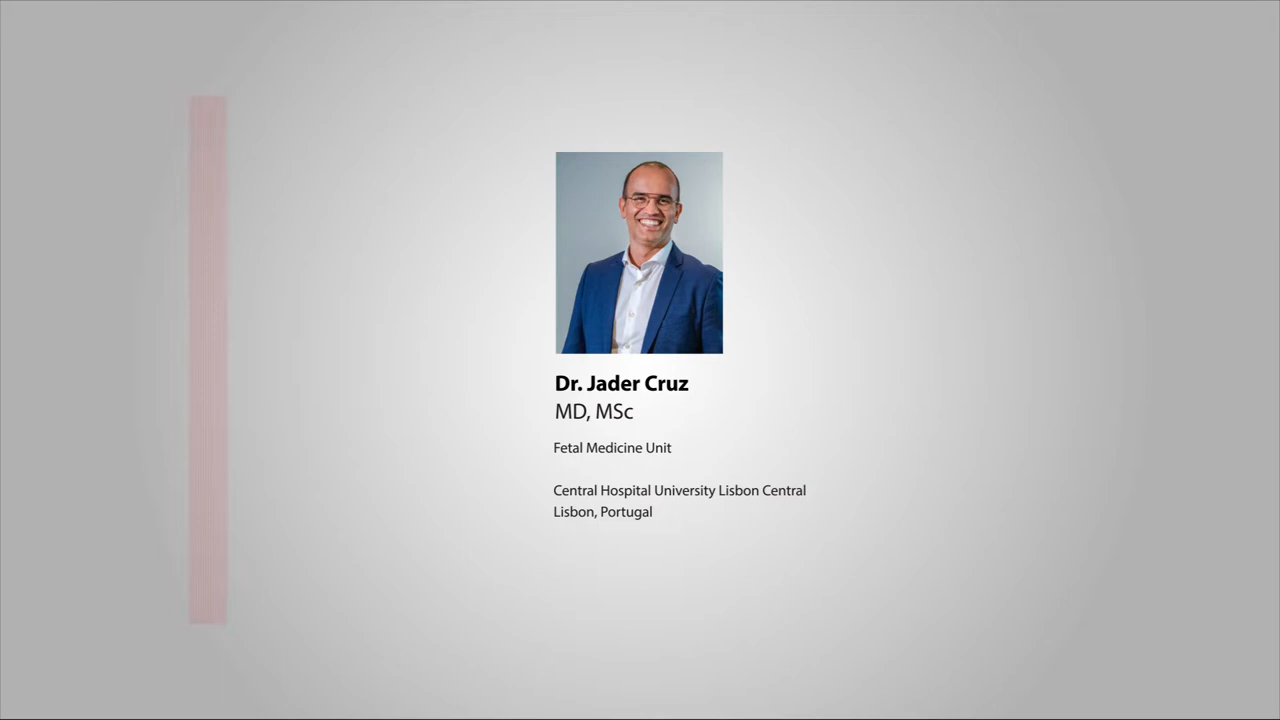 Dr. Jader Cruz
MD, MSc
Fetal Medicine Unit
Central Hospital University Lisbon Central
Lisbon, Portugal